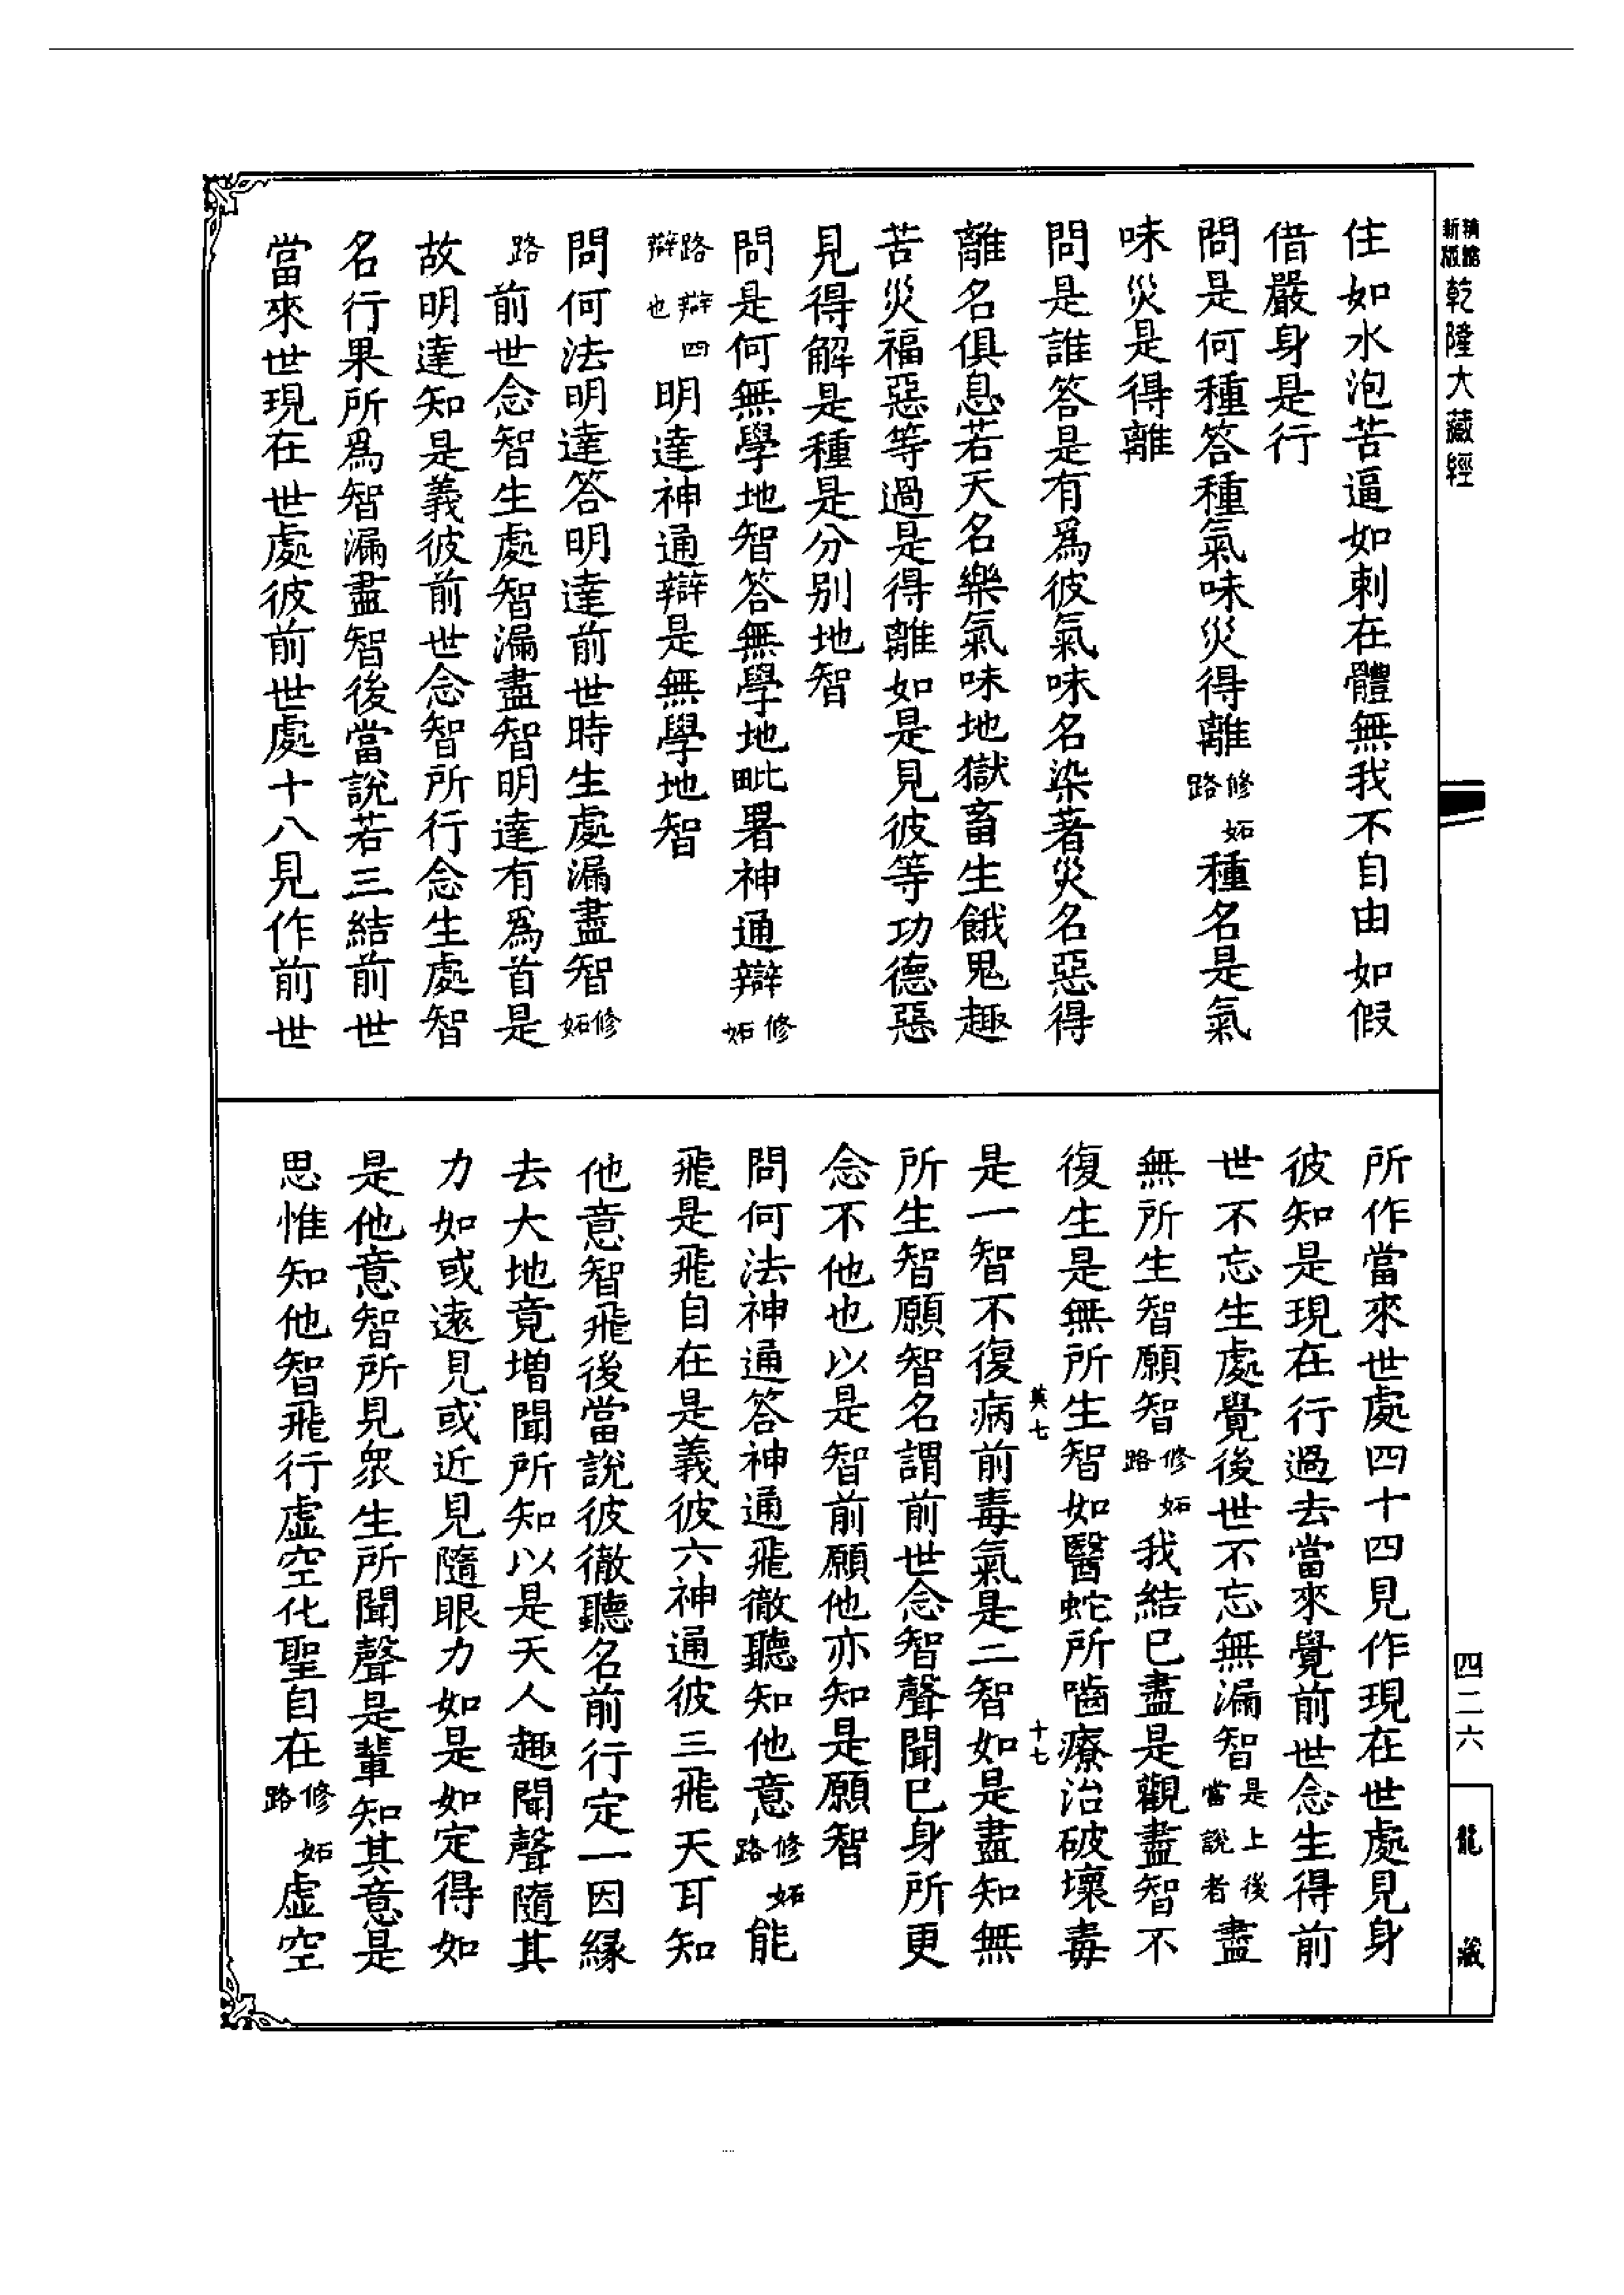 精鐫新版 乾隆大藏經
住如水泡苦逼如刺在體無我不自由如假
借嚴身是行
問是何種答種氣味災得離修妬路種名是氣
味災是得離
問是誰答是有爲彼氣味名染著災名惡得
離名俱息若天名樂氣味地獄畜生餓鬼趣
苦災福惡等過是得離如是見彼等功德惡
見得解是種是分別地智
問是何無學地智答無學地毗婆署神通辯修妬
路辯四辯也明達神通辯是無學地智
問何法明達答明達前世時生處漏盡智修妬
路前世念智生處智漏盡智明達有爲首是
故明達知是義彼前世念智所行念生處智
名行果所爲智漏盡智後當說若三結前世
當來世現在世處彼前世處十八見作前世
所作當來世處四十四見作現在世處見身
彼知是現在行過去當來覺前世念生得前
世不忘生處覺後世不忘無漏智是上後當說者盡
無所生智願智修妬路我結已盡是觀盡智不
復生是無所生智如醫蛇所嚙療治破壞毒
英七 十七
是一智不復病前毒氣是二智如是盡知無
所生智願智名謂前世念智聲聞已身所更
念不他也以是智前願他亦知是願智
問何法神通答神通飛徹聽知他意修妬路能
飛是飛自在是義彼六神通彼三飛天耳知
他意智飛後當說彼徹聽名前行定一因緣
去大地竟增聞所知以是天人趣聞聲隨其
力如或遠見或近見隨眼力如是如定得如
是他意智所見衆生所聞聲是輩知其意是
思惟知他智飛行虛空化聖自在修妬路虛空
四二六
龍藏